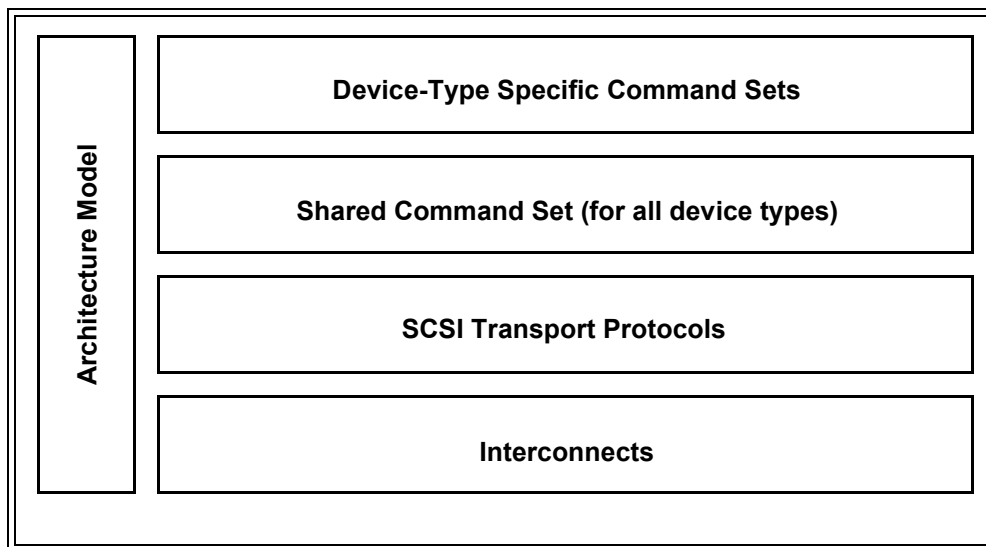 Architecture Model
Device-Type Specific Command Sets
Shared Command Set (for all device types)
SCSI Transport Protocols
Interconnects